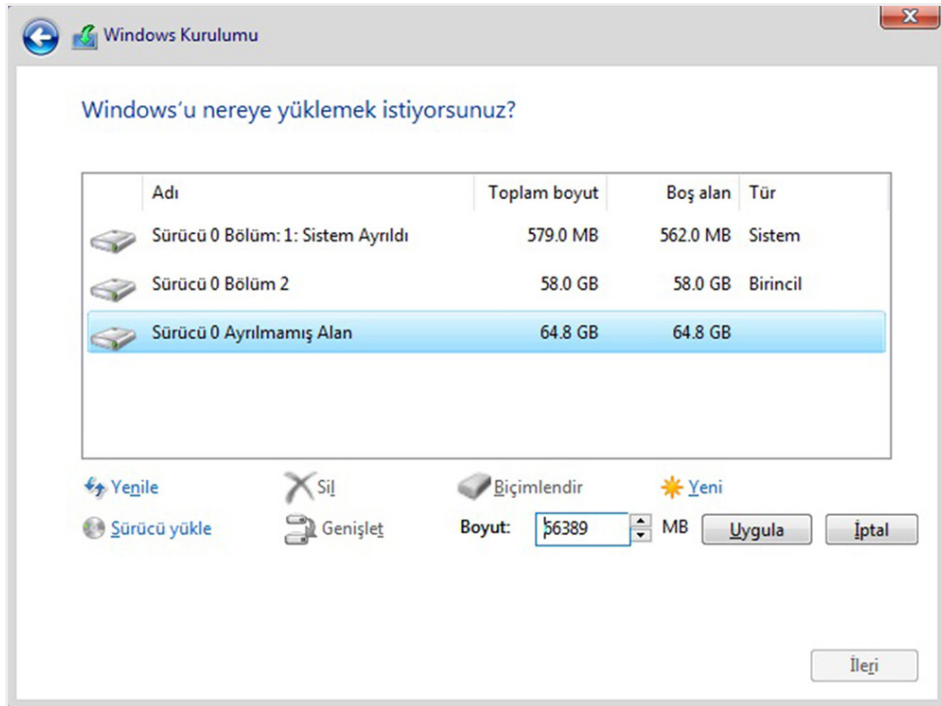 Windows Kurulumu
Windows'u nereye yüklemek istiyorsunuz?
Adı Toplam boyut Boş alan Tür
Sürücü 0 Bölüm: 1: Sistem Ayrıldı 579.0 MB 562.0 MB Sistem
Sürücü 0 Bölüm 2 58.0 GB 58.0 GB Birincil
Sürücü 0 Ayrılmamış Alan 64.8 GB 64.8 GB
Yenile Sil Biçimlendir Yeni
Sürücü yükle Genişlet Boyut: 66389 MB Uygula İptal
İleri